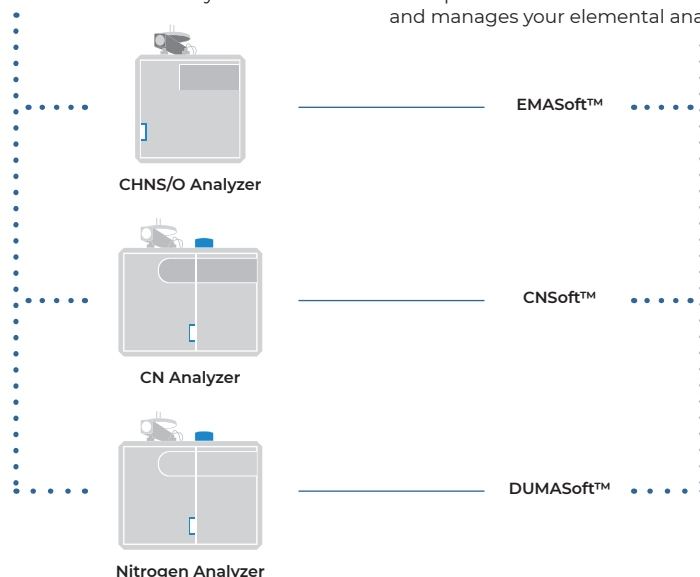 and manages your elemental ana
EMASoft™
CHNS/O Analyzer
CNSoft™
CN Analyzer
DUMASoft™
Nitrogen Analyzer